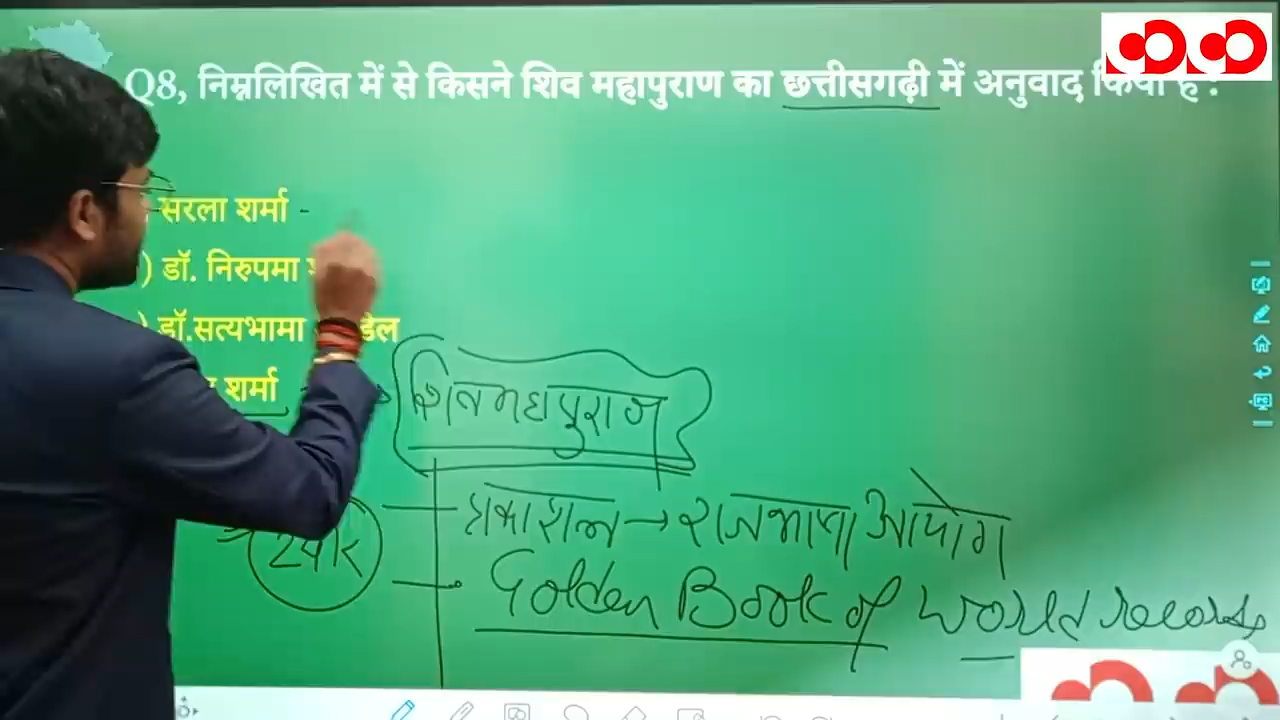 Q8, निम्नलिखित में से किसने शिव महापुराण का छत्तीसगढ़ी में अनुवाद किया है ?
सरला शर्मा -
) डॉ. निरुपमा
) डॉ.सत्यभामा
शर्मा
शिवमहापुराण
प्रकाशन → राजभाषा आयोग
Golden Book of world records